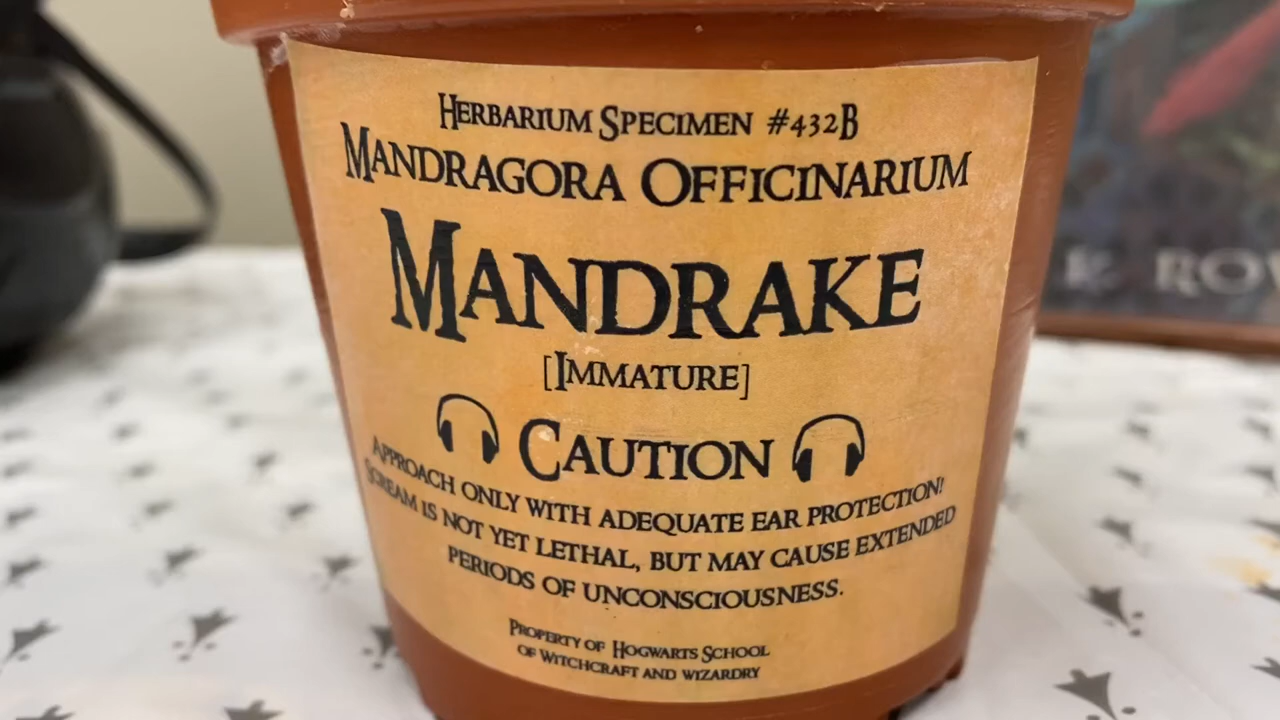 Herbarium Specimen #432B
Mandragora Officinarium
Mandrake
[Immature]
Caution
Approach only with adequate ear protection!
Scream is not yet lethal, but may cause extended
periods of unconsciousness.
Property of Hogwarts School
of Witchcraft and wizardry
K. ROW